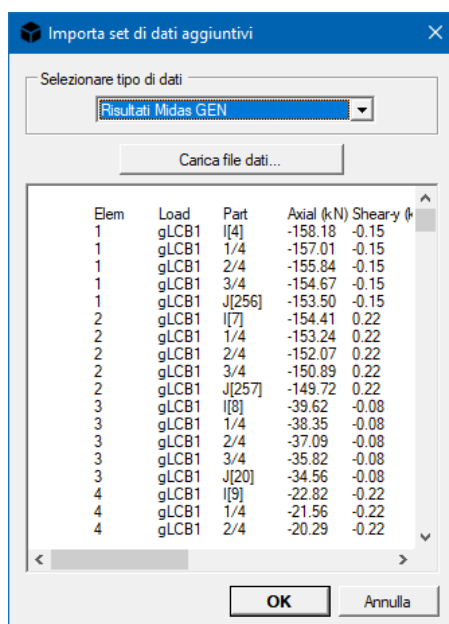 Importa set di dati aggiuntivi
Selezionare tipo di dati
Risultati Midas GEN
Carica file dati...
Elem Load Part Axial (kN) Shear-y (k
1 gLCB1 I[4] -158.18 -0.15
1 gLCB1 1/4 -157.01 -0.15
1 gLCB1 2/4 -155.84 -0.15
1 gLCB1 3/4 -154.67 -0.15
1 gLCB1 J[256] -153.50 -0.15
2 gLCB1 I[7] -154.41 0.22
2 gLCB1 1/4 -153.24 0.22
2 gLCB1 2/4 -152.07 0.22
2 gLCB1 3/4 -150.89 0.22
2 gLCB1 J[257] -149.72 0.22
3 gLCB1 I[8] -39.62 -0.08
3 gLCB1 1/4 -38.35 -0.08
3 gLCB1 2/4 -37.09 -0.08
3 gLCB1 3/4 -35.82 -0.08
3 gLCB1 J[20] -34.56 -0.08
4 gLCB1 I[9] -22.82 -0.22
4 gLCB1 1/4 -21.56 -0.22
4 gLCB1 2/4 -20.29 -0.22
OK Annulla